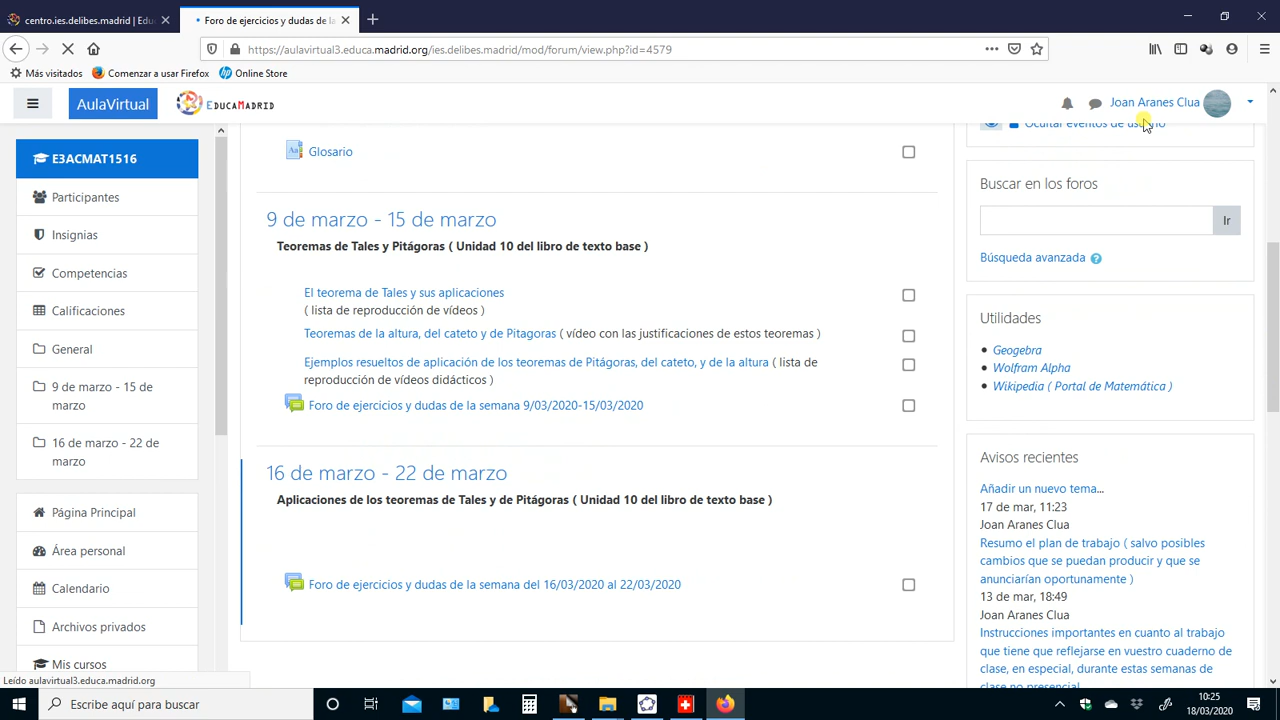 centro.ies.delibes.madrid | Edu
Foro de ejercicios y dudas de la
https://aulavirtual3.educa.madrid.org/ies.delibes.madrid/mod/forum/view.php?id=4579
Más visitados
Comenzar a usar Firefox
Online Store
AulaVirtual
EDUCAMADRID
Joan Aranes Clua
E3ACMAT1516
Participantes
Insignias
Competencias
Calificaciones
General
9 de marzo - 15 de
marzo
16 de marzo - 22 de
marzo
Página Principal
Área personal
Calendario
Archivos privados
Mis cursos
Leído aulavirtual3.educa.madrid.org
Glosario
9 de marzo - 15 de marzo
Teoremas de Tales y Pitágoras ( Unidad 10 del libro de texto base )
El teorema de Tales y sus aplicaciones
( lista de reproducción de vídeos )
Teoremas de la altura, del cateto y de Pitagoras ( vídeo con las justificaciones de estos teoremas )
Ejemplos resueltos de aplicación de los teoremas de Pitágoras, del cateto, y de la altura ( lista de
reproducción de vídeos didácticos )
Foro de ejercicios y dudas de la semana 9/03/2020-15/03/2020
16 de marzo - 22 de marzo
Aplicaciones de los teoremas de Tales y de Pitágoras ( Unidad 10 del libro de texto base )
Foro de ejercicios y dudas de la semana del 16/03/2020 al 22/03/2020
Ocultar eventos de usuario
Buscar en los foros
Ir
Búsqueda avanzada
Utilidades
Geogebra
Wolfram Alpha
Wikipedia ( Portal de Matemática )
Avisos recientes
Añadir un nuevo tema...
17 de mar, 11:23
Joan Aranes Clua
Resumo el plan de trabajo ( salvo posibles
cambios que se puedan producir y que se
anunciarían oportunamente )
13 de mar, 18:49
Joan Aranes Clua
Instrucciones importantes en cuanto al trabajo
que tiene que reflejarse en vuestro cuaderno de
clase, en especial, durante estas semanas de
clase no presencial
Escribe aquí para buscar
10:25
18/03/2020